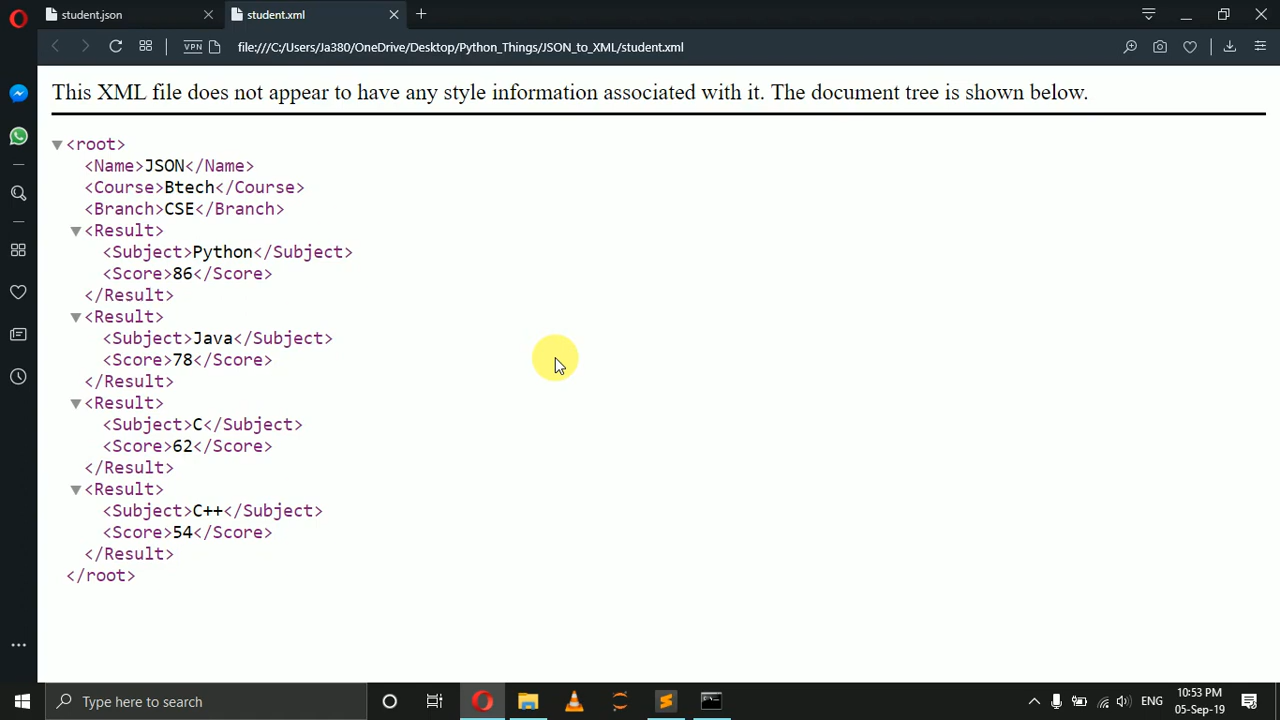 student.json
student.xml
VPN
file:///C:/Users/Ja380/OneDrive/Desktop/Python_Things/JSON_to_XML/student.xml
This XML file does not appear to have any style information associated with it. The document tree is shown below.
<root>
<Name>JSON</Name>
<Course>Btech</Course>
<Branch>CSE</Branch>
<Result>
<Subject>Python</Subject>
<Score>86</Score>
</Result>
<Result>
<Subject>Java</Subject>
<Score>78</Score>
</Result>
<Result>
<Subject>C</Subject>
<Score>62</Score>
</Result>
<Result>
<Subject>C++</Subject>
<Score>54</Score>
</Result>
</root>
Type here to search
ENG
10:53 PM
05-Sep-19